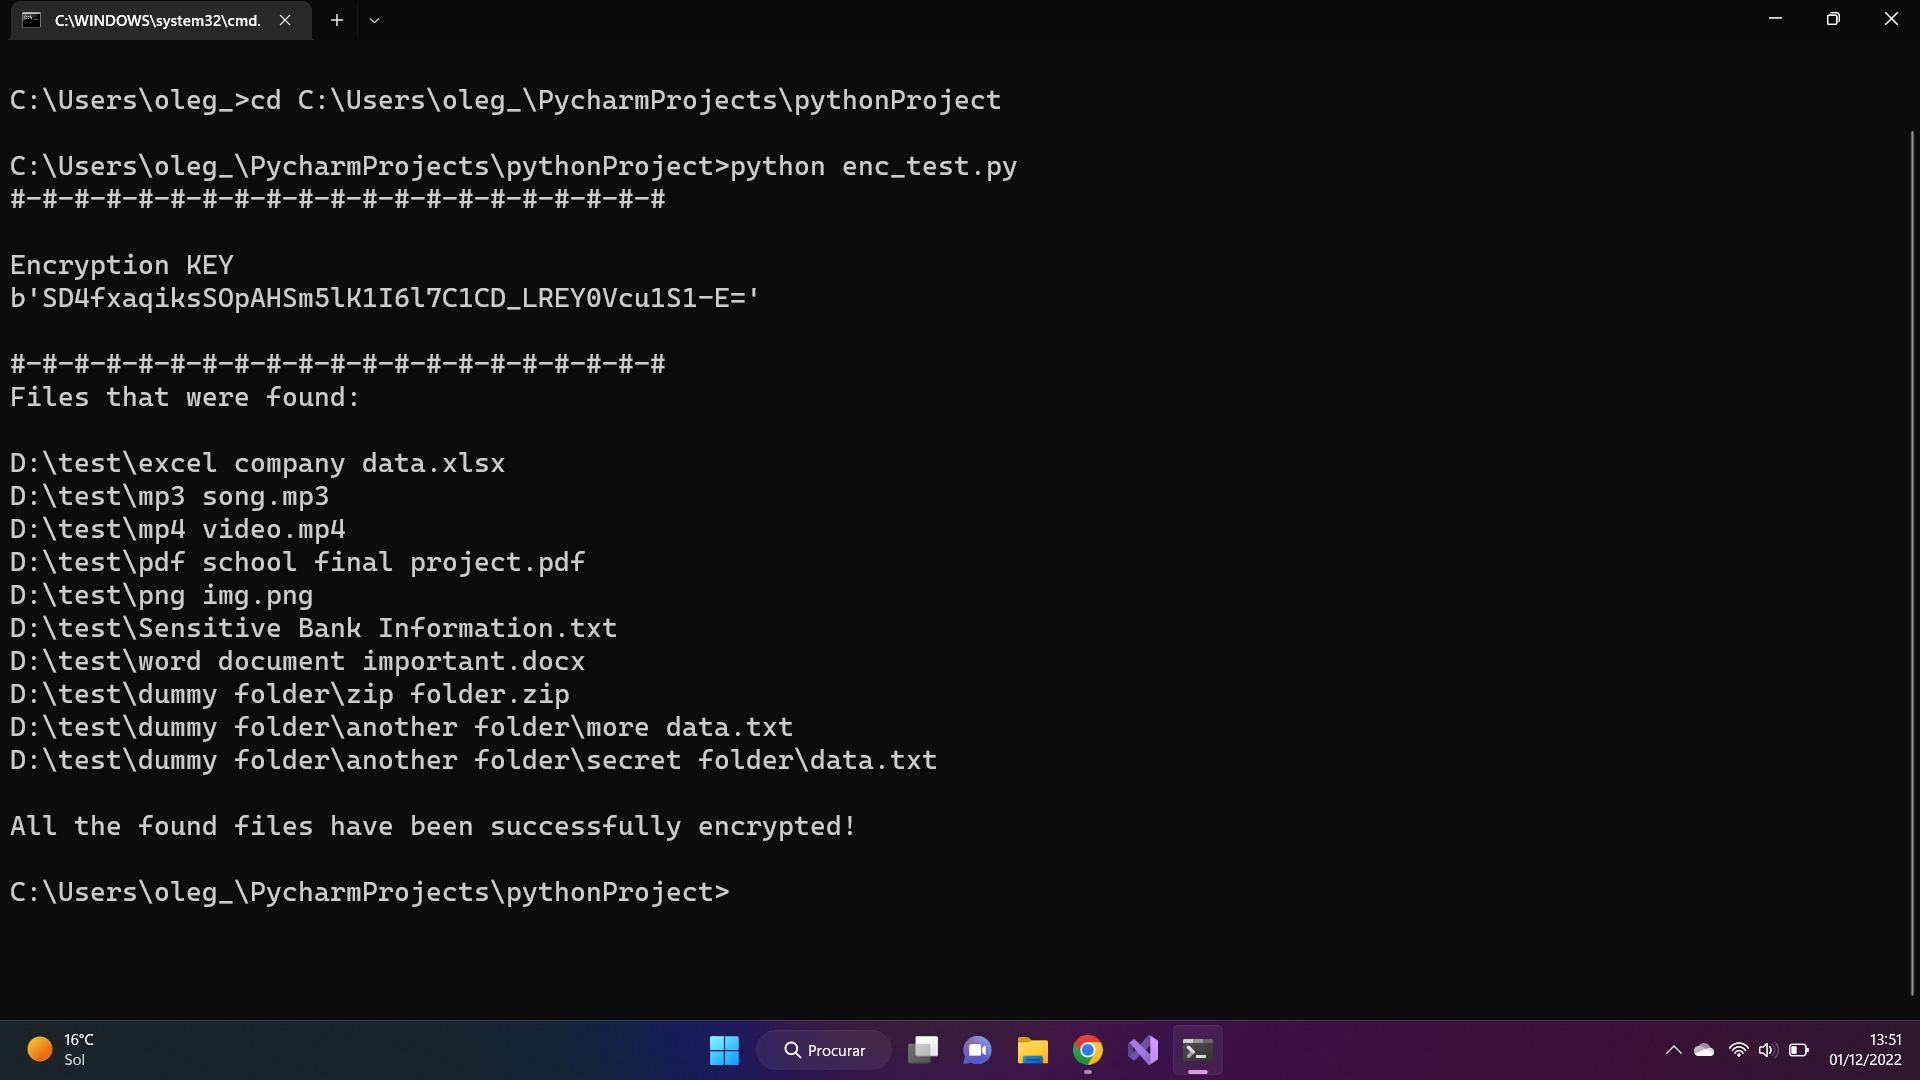 C:\WINDOWS\system32\cmd.
C:\Users\oleg_>cd C:\Users\oleg_\PycharmProjects\pythonProject
C:\Users\oleg_\PycharmProjects\pythonProject>python enc_test.py
#-#-#-#-#-#-#-#-#-#-#-#-#-#-#-#-#-#-#-#-#
Encryption KEY
b'SD4fxaqiksSOpAHSm5lK1I6l7C1CD_LREY0Vcu1S1-E='
#-#-#-#-#-#-#-#-#-#-#-#-#-#-#-#-#-#-#-#-#
Files that were found:
D:\test\excel company data.xlsx
D:\test\mp3 song.mp3
D:\test\mp4 video.mp4
D:\test\pdf school final project.pdf
D:\test\png img.png
D:\test\Sensitive Bank Information.txt
D:\test\word document important.docx
D:\test\dummy folder\zip folder.zip
D:\test\dummy folder\another folder\more data.txt
D:\test\dummy folder\another folder\secret folder\data.txt
All the found files have been successfully encrypted!
C:\Users\oleg_\PycharmProjects\pythonProject>
16°C
Sol
Procurar
13:51
01/12/2022